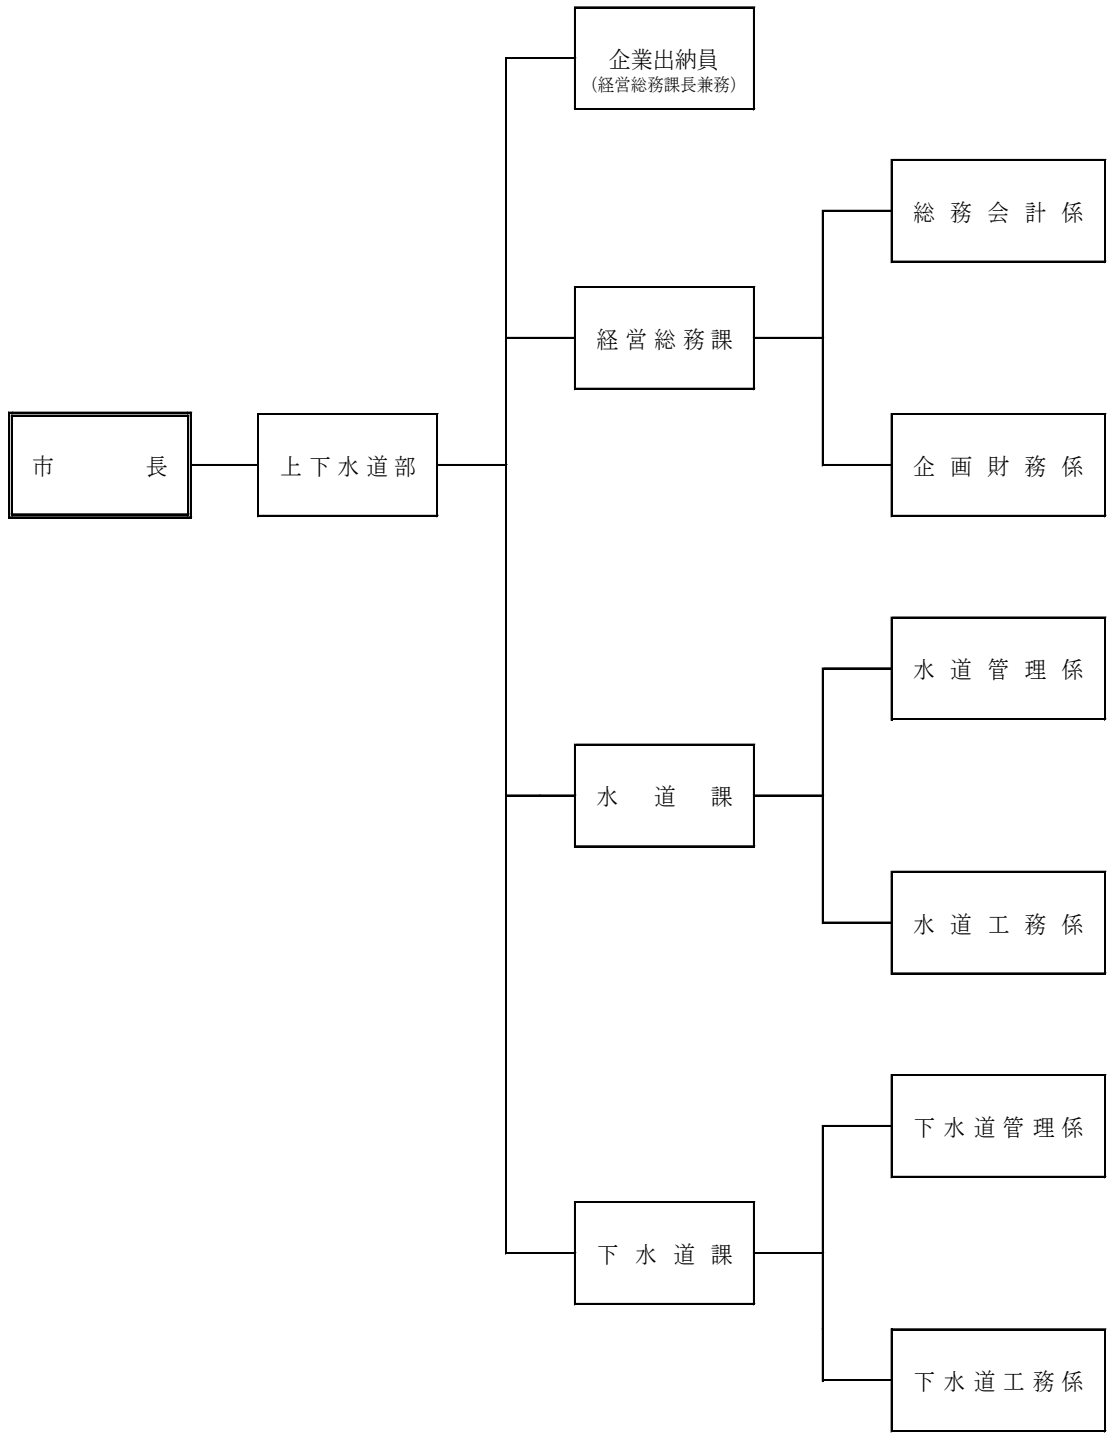 企業出納員
(経営総務課長兼務)
総務会計係
経営総務課
市長
上下水道部
企画財務係
水道管理係
水道課
水道工務係
下水道管理係
下水道課
下水道工務係